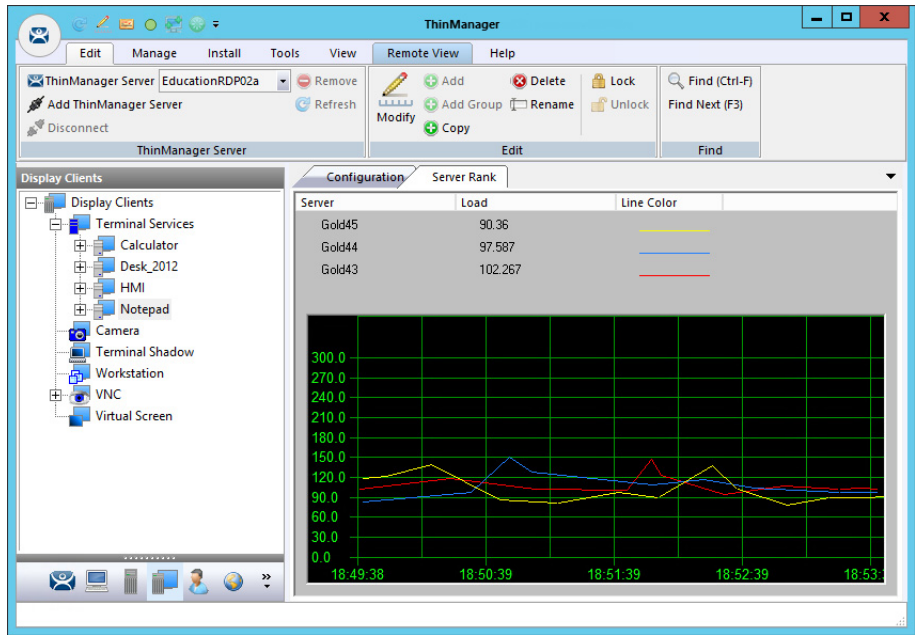 ThinManager
Edit Manage Install Tools View Remote View Help
ThinManager Server EducationRDP02a Remove
Add ThinManager Server Refresh
Disconnect
ThinManager Server
Modify
Add Delete Lock
Add Group Rename Unlock
Copy
Edit
Find (Ctrl-F)
Find Next (F3)
Find
Display Clients
Display Clients
Terminal Services
Calculator
Desk_2012
HMI
Notepad
Camera
Terminal Shadow
Workstation
VNC
Virtual Screen
Configuration Server Rank
Server Load Line Color
Gold45 90.36
Gold44 97.587
Gold43 102.267
300.0
270.0
240.0
210.0
180.0
150.0
120.0
90.0
60.0
30.0
0.0
18:49:38 18:50:39 18:51:39 18:52:39 18:53: